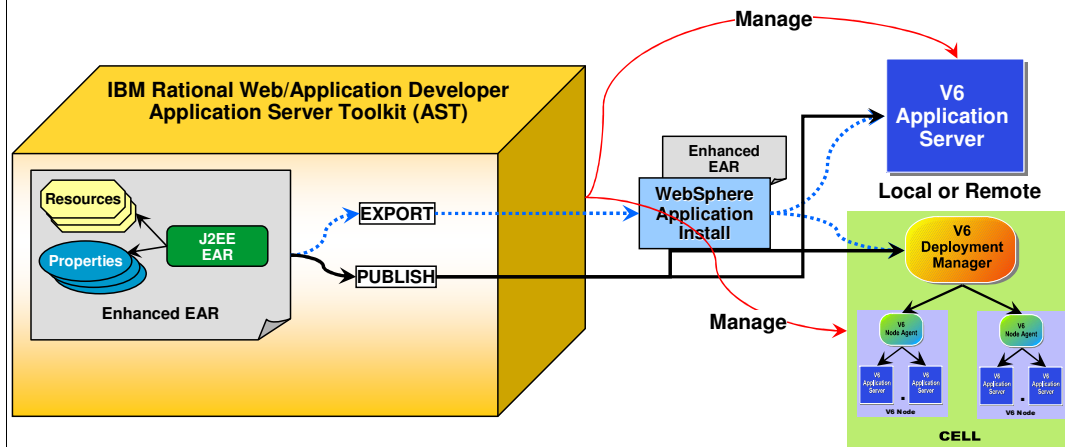 Manage
IBM Rational Web/Application Developer
Application Server Toolkit (AST)
V6
Application
Server
Enhanced
EAR
Resources
EXPORT
WebSphere
Application
Install
Local or Remote
J2EE
EAR
Properties
PUBLISH
V6
Deployment
Manager
Enhanced EAR
Manage
V6
Node Agent
V6
Node Agent
V6
Application
Server
.
V6
Application
Server
V6
Application
Server
.
V6
Application
Server
V6 Node
V6 Node
CELL